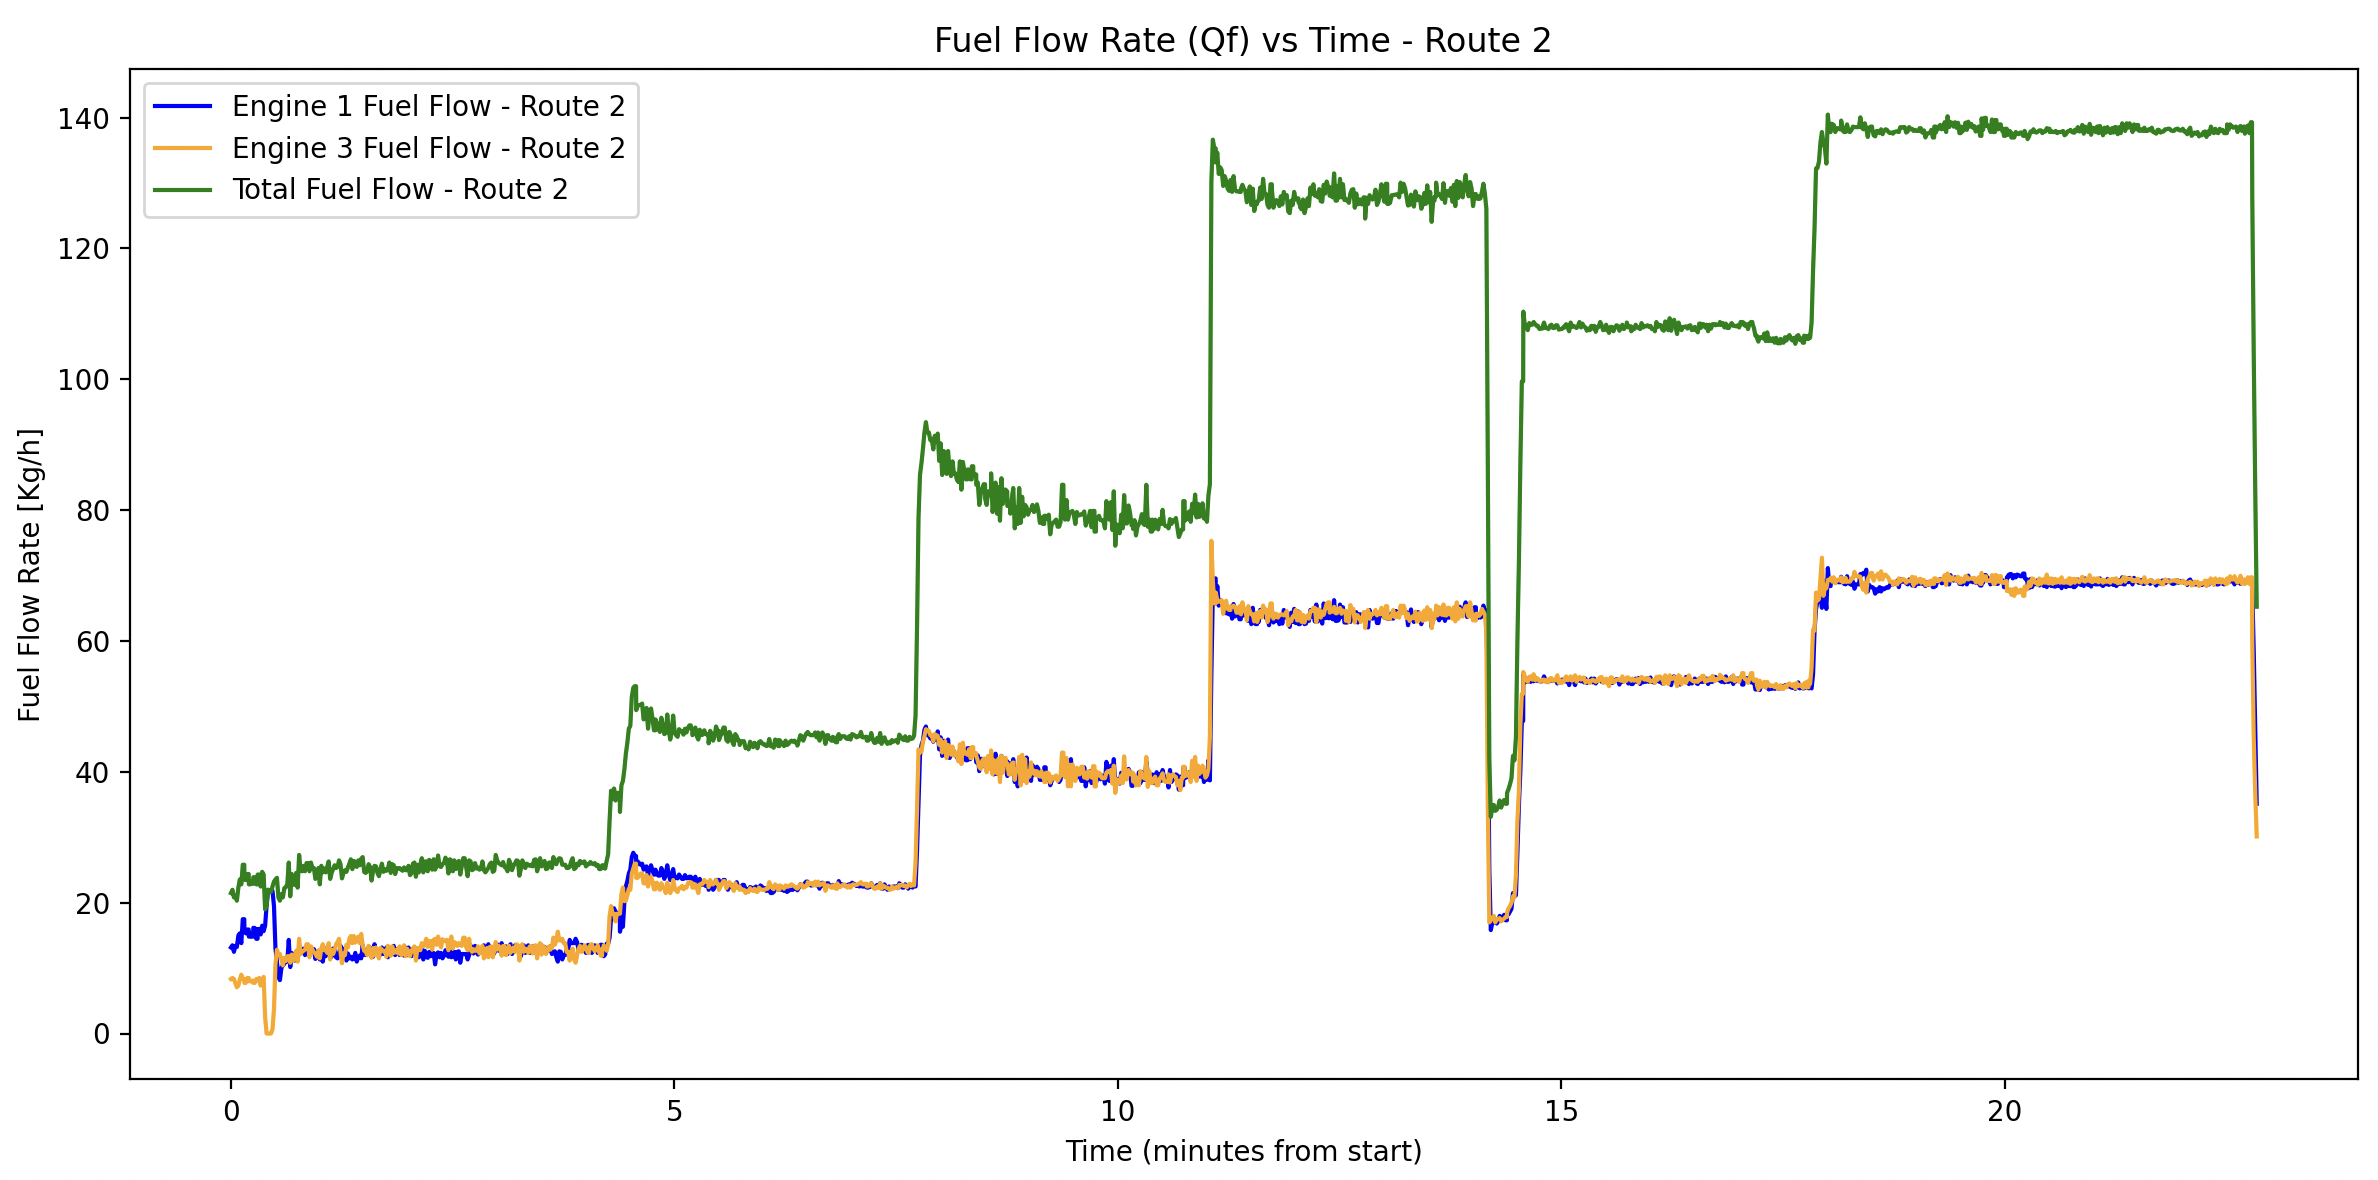 Fuel Flow Rate (Qf) vs Time - Route 2
Engine 1 Fuel Flow - Route 2
Engine 3 Fuel Flow - Route 2
Total Fuel Flow - Route 2
Fuel Flow Rate [Kg/h]
140
120
100
80
60
40
20
0
0 5 10 15 20
Time (minutes from start)